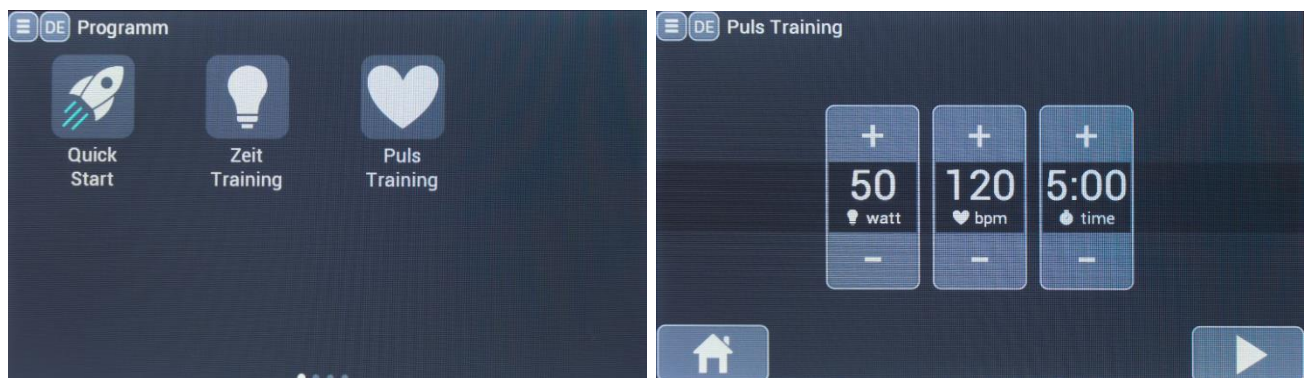 DE Programm
Quick
Start
Zeit
Training
Puls
Training
DE Puls Training
+ + +
50 120 5:00
watt bpm time
- - -